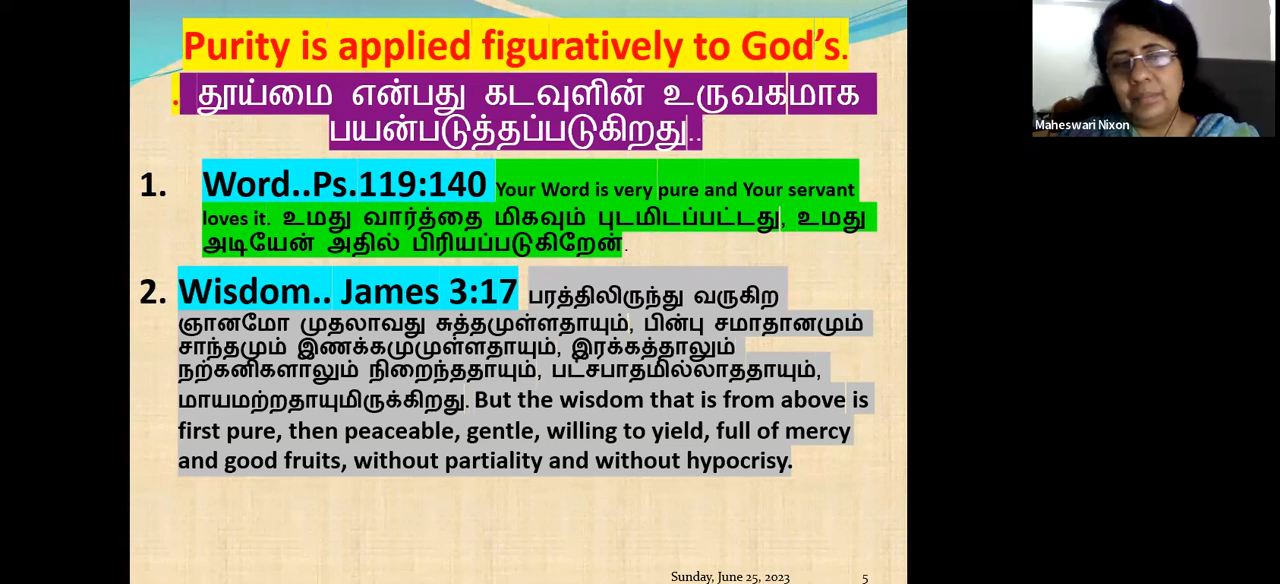 Purity is applied figuratively to God's.
. தூய்மை என்பது கடவுளின் உருவகமாக
பயன்படுத்தப்படுகிறது..
1. Word..Ps.119:140 Your Word is very pure and Your servant
loves it. உமது வார்த்தை மிகவும் புடமிடப்பட்டது, உமது
அடியேன் அதில் பிரியப்படுகிறேன்.
2. Wisdom.. James 3:17 பரத்திலிருந்து வருகிற
ஞானமோ முதலாவது சுத்தமுள்ளதாயும், பின்பு சமாதானமும்
சாந்தமும் இணக்கமுமுள்ளதாயும், இரக்கத்தாலும்
நற்கனிகளாலும் நிறைந்ததாயும், பட்சபாதமில்லாததாயும்,
மாயமற்றதாயுமிருக்கிறது. But the wisdom that is from above is
first pure, then peaceable, gentle, willing to yield, full of mercy
and good fruits, without partiality and without hypocrisy.
Sunday, June 25, 2023 5
Maheswari Nixon